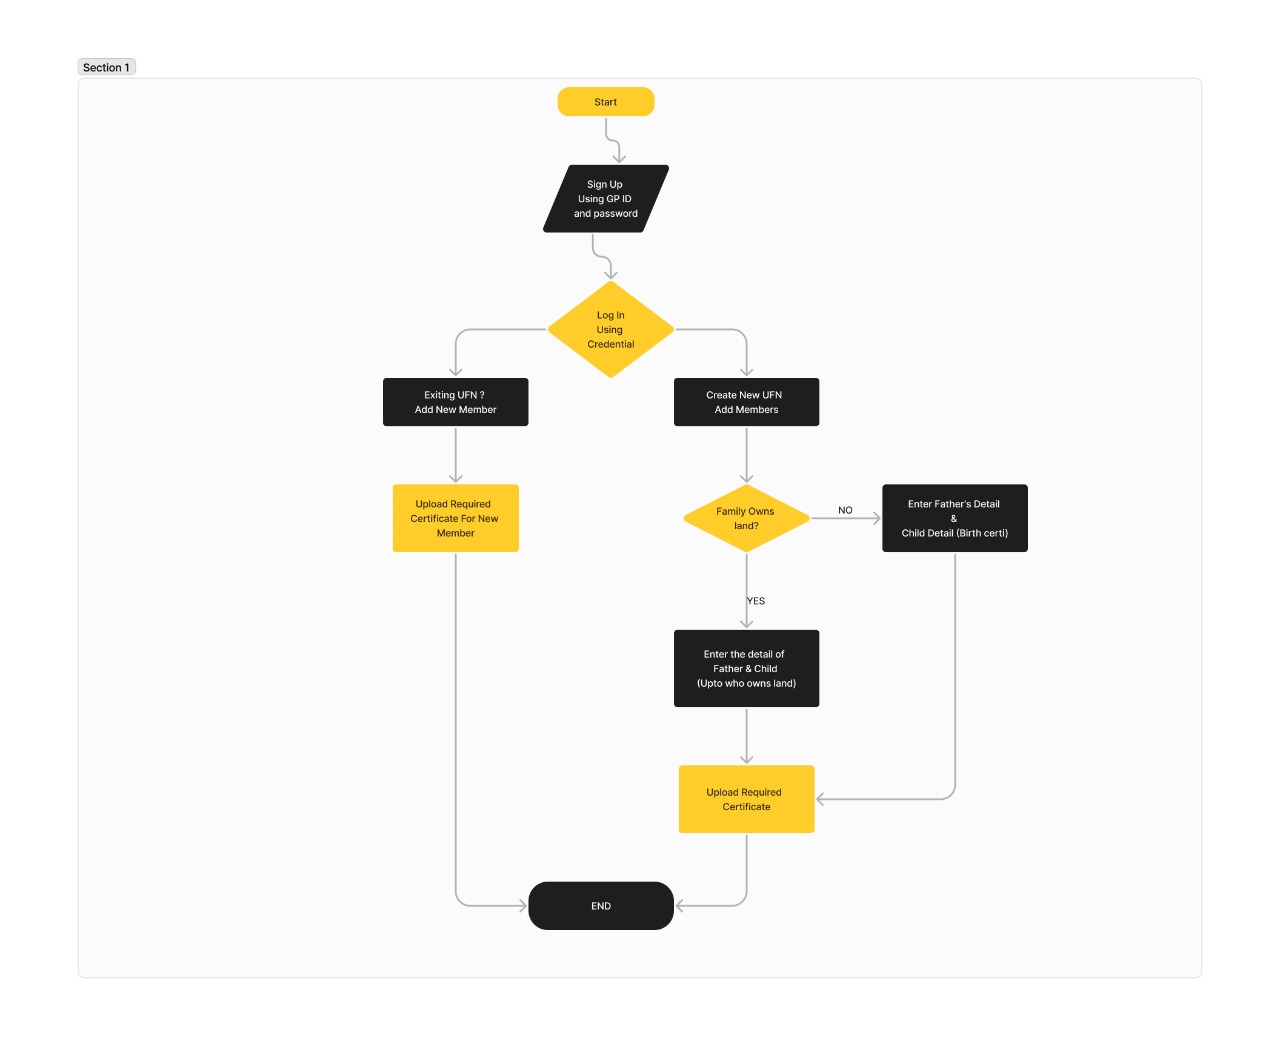 Section 1
Start
Sign Up
Using GP ID
and password
Log In
Using
Credential
Exiting UFN ?
Add New Member
Create New UFN
Add Members
Upload Required
Certificate For New
Member
Family Owns
land?
NO
Enter Father's Detail
&
Child Detail (Birth certi)
YES
Enter the detail of
Father & Child
(Upto who owns land)
Upload Required
Certificate
END